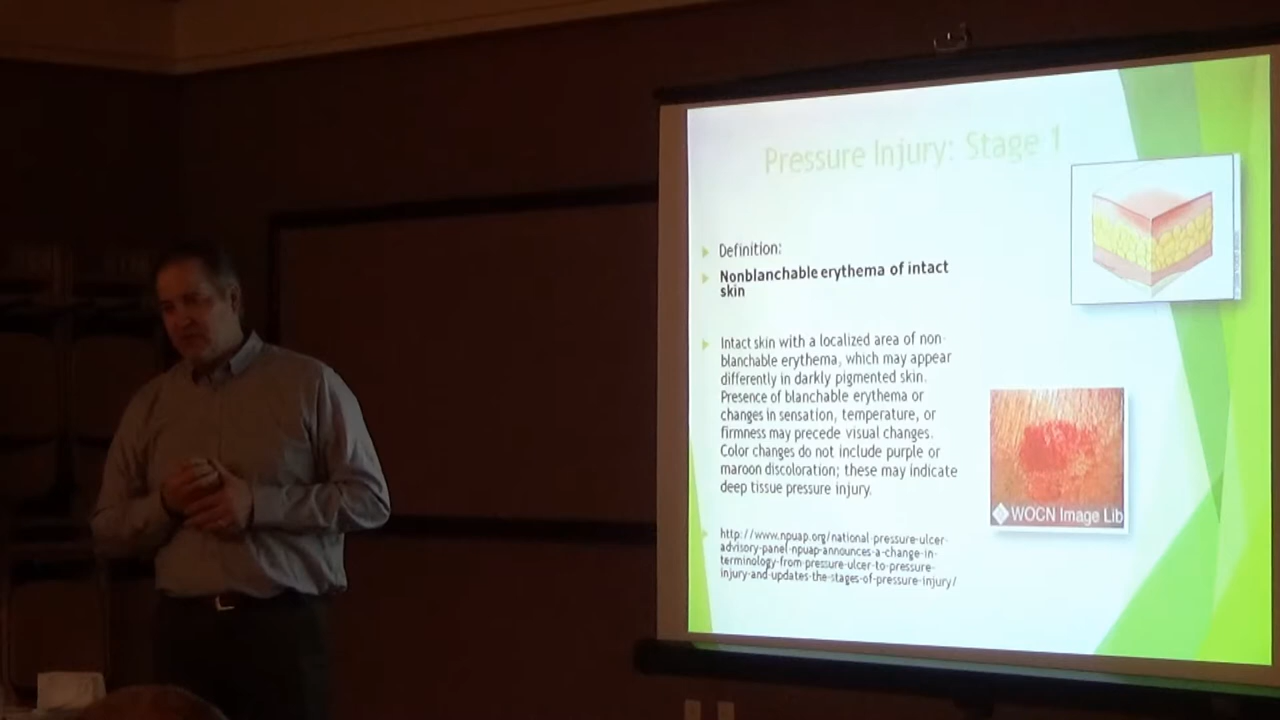 Pressure Injury: Stage 1
Definition:
Nonblanchable erythema of intact
skin
Intact skin with a localized area of non-
blanchable erythema, which may appear
differently in darkly pigmented skin.
Presence of blanchable erythema or
changes in sensation, temperature, or
firmness may precede visual changes.
Color changes do not include purple or
maroon discoloration; these may indicate
deep tissue pressure injury.
http://www.npuap.org/national-pressure-ulcer-
advisory-panel-npuap-announces-a-change-in-
terminology-from-pressure-ulcer-to-pressure-
injury-and-updates-the-stages-of-pressure-injury/
WOCN Image Lib